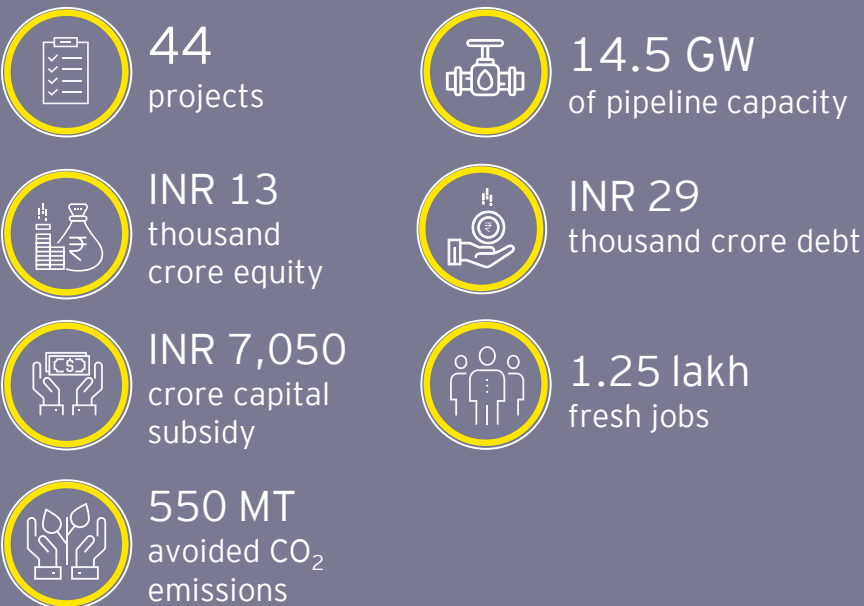 44
projects
14.5 GW
of pipeline capacity
INR 13
thousand
crore equity
INR 29
thousand crore debt
INR 7,050
crore capital
subsidy
1.25 lakh
fresh jobs
550 MT
avoided CO₂
emissions